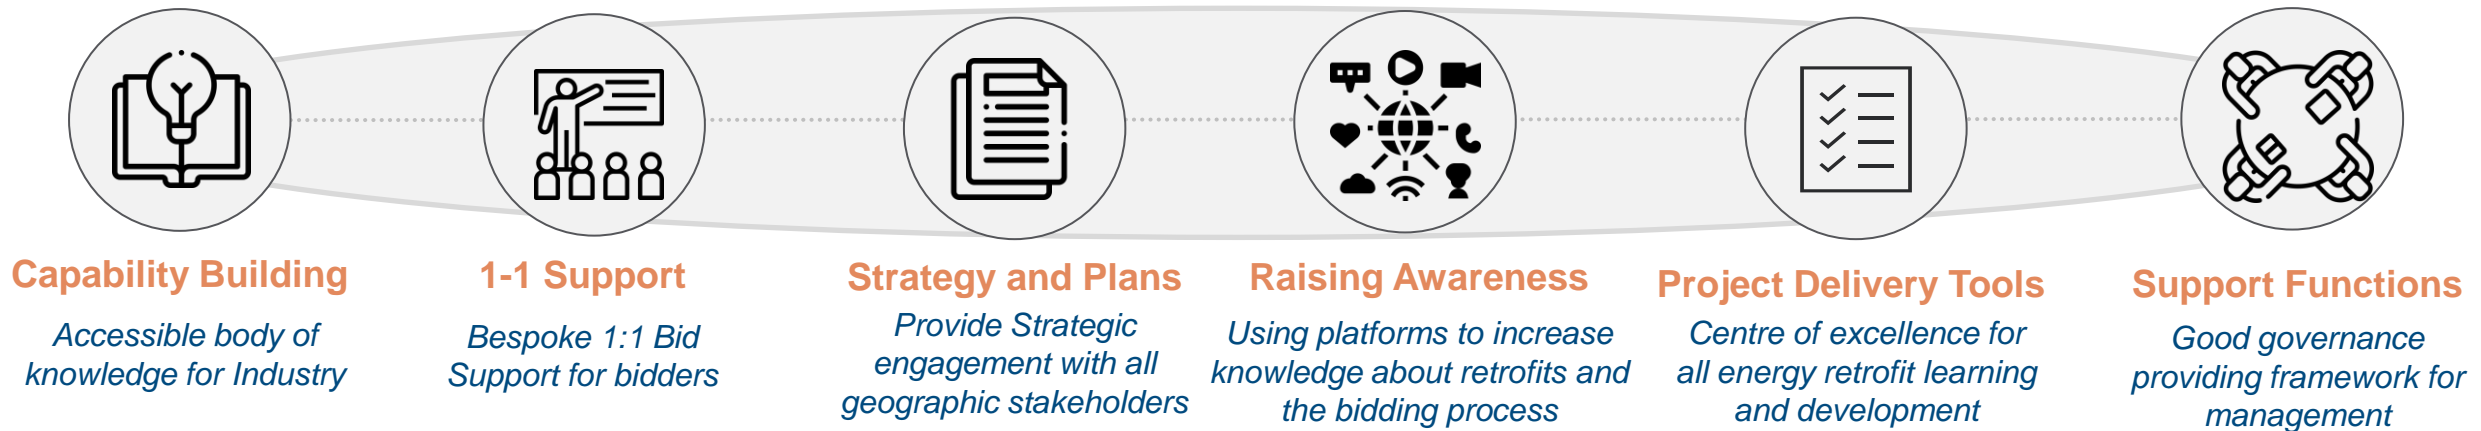 Capability Building
Accessible body of
knowledge for Industry
1-1 Support
Bespoke 1:1 Bid
Support for bidders
Strategy and Plans
Provide Strategic
engagement with all
geographic stakeholders
Raising Awareness
Using platforms to increase
knowledge about retrofits and
the bidding process
Project Delivery Tools
Centre of excellence for
all energy retrofit learning
and development
Support Functions
Good governance
providing framework for
management